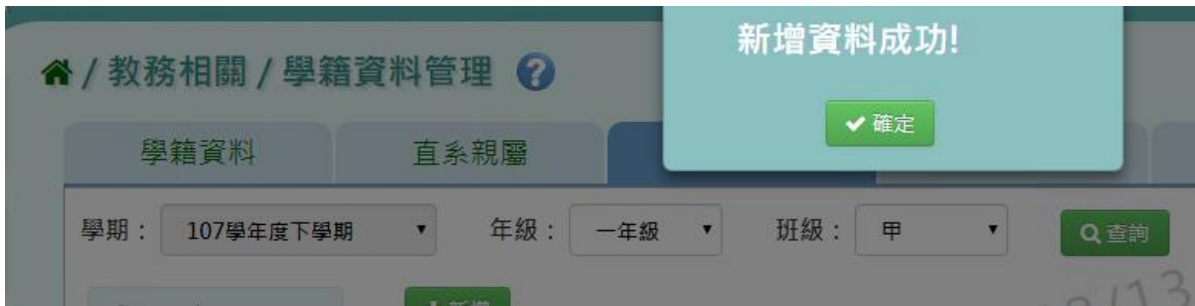 新增資料成功!
確定
/ 教務相關 / 學籍資料管理 ?
學籍資料 直系親屬
學期： 107學年度下學期 年級： 一年級 班級： 甲 查詢
新增